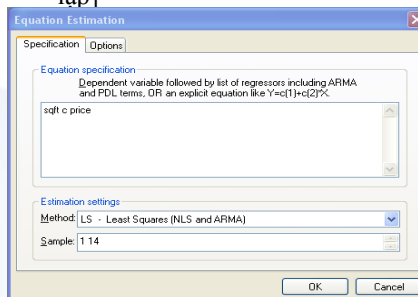 lập
Equation Estimation
Specification Options
Equation specification
Dependent variable followed by list of regressors including ARMA
and PDL terms, OR an explicit equation like Y=c(1)+c(2)*X.
sqft c price
Estimation settings
Method: LS - Least Squares (NLS and ARMA)
Sample: 1 14
OK Cancel